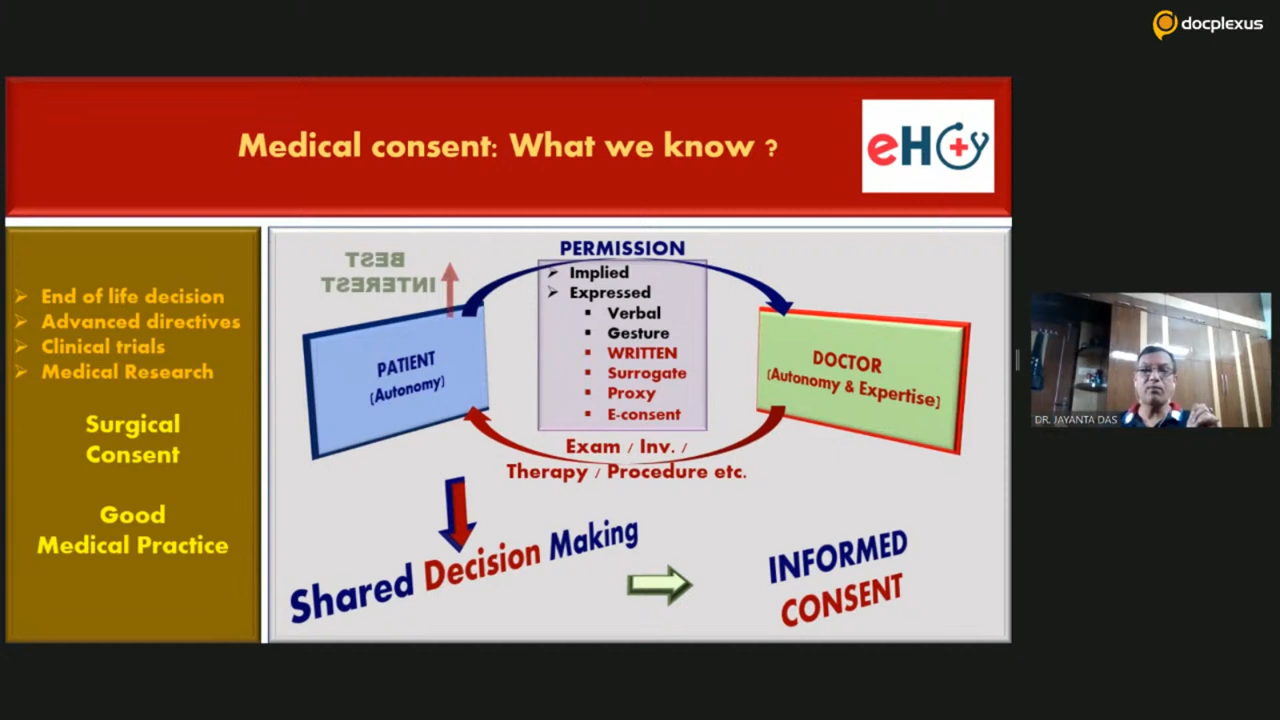 docplexus
Medical consent: What we know ?
eH
End of life decision
Advanced directives
Clinical trials
Medical Research
Surgical
Consent
Good
Medical Practice
BEST
INTEREST
PERMISSION
Implied
Expressed
Verbal
Gesture
WRITTEN
Surrogate
Proxy
E-consent
PATIENT
(Autonomy)
DOCTOR
(Autonomy & Expertise)
Exam / Inv. /
Therapy / Procedure etc.
Shared Decision Making
INFORMED
CONSENT
DR. JAYANTA DAS